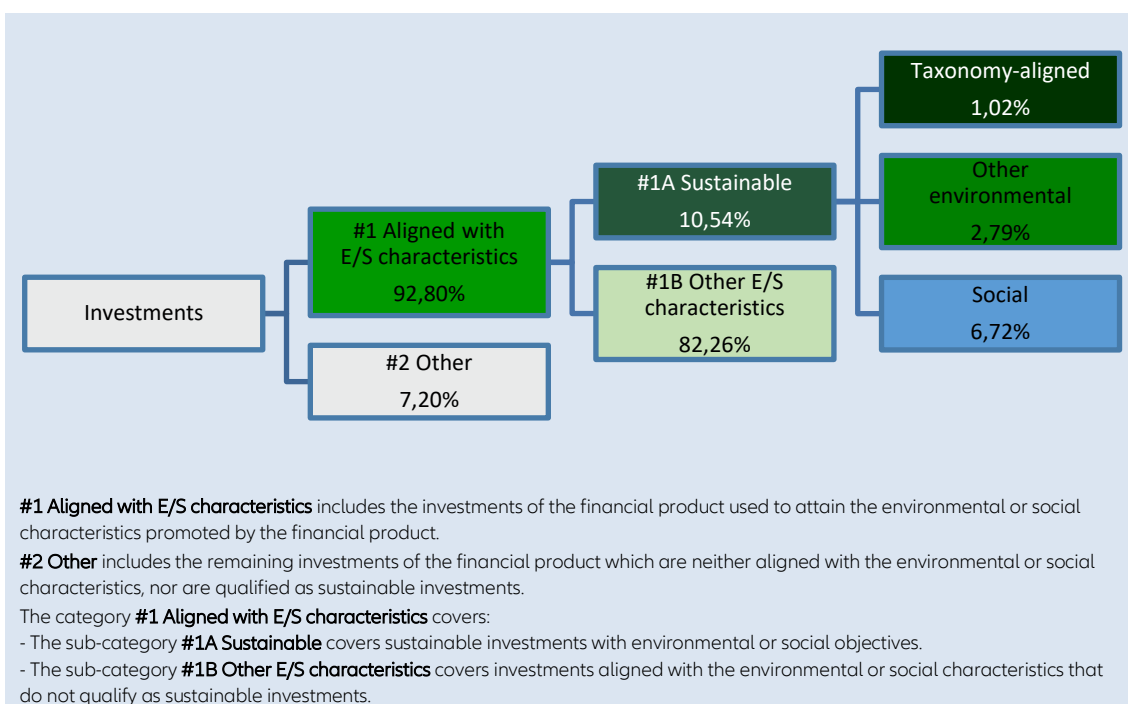 Taxonomy-aligned
1,02%
#1A Sustainable
10,54%
Other
environmental
2,79%
#1 Aligned with
E/S characteristics
92,80%
#1B Other E/S
characteristics
82,26%
Social
6,72%
Investments
#2 Other
7,20%
#1 Aligned with E/S characteristics includes the investments of the financial product used to attain the environmental or social
characteristics promoted by the financial product.
#2 Other includes the remaining investments of the financial product which are neither aligned with the environmental or social
characteristics, nor are qualified as sustainable investments.
The category #1 Aligned with E/S characteristics covers:
- The sub-category #1A Sustainable covers sustainable investments with environmental or social objectives.
- The sub-category #1B Other E/S characteristics covers investments aligned with the environmental or social characteristics that
do not qualify as sustainable investments.